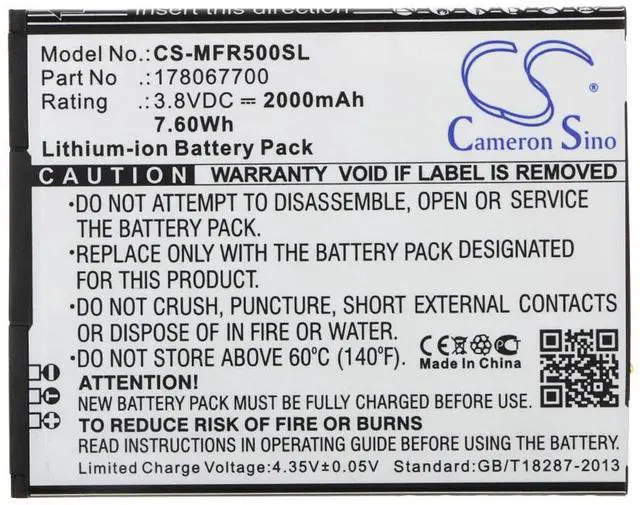 Model No.: CS-MFR500SL
Part No : 178067700
Rating : 3.8VDC ⎓ 2000mAh
7.60Wh
Lithium-ion Battery Pack
CS
®
Cameron Sino
CAUTION WARRANTY VOID IF LABEL IS REMOVED
•DO NOT ATTEMPT TO DISASSEMBLE, OPEN OR SERVICE
THE BATTERY PACK.
•REPLACE ONLY WITH THE BATTERY PACK DESIGNATED
FOR THIS PRODUCT.
•DO NOT CRUSH, PUNCTURE, SHORT EXTERNAL CONTACTS
OR DISPOSE OF IN FIRE OR WATER.
•DO NOT STORE ABOVE 60°C (140°F).
CE
Made in China
ATTENTION!
NEW BATTERY PACK MUST BE FULLY CHARGED BEFORE USE.
•TO REDUCE RISK OF FIRE OR BURNS
READ INSTRUCTIONS OF OPERATING GUIDE BEFORE USING THE BATTERY.
Limited Charge Voltage:4.35V±0.05V Standard:GB/T18287-2013